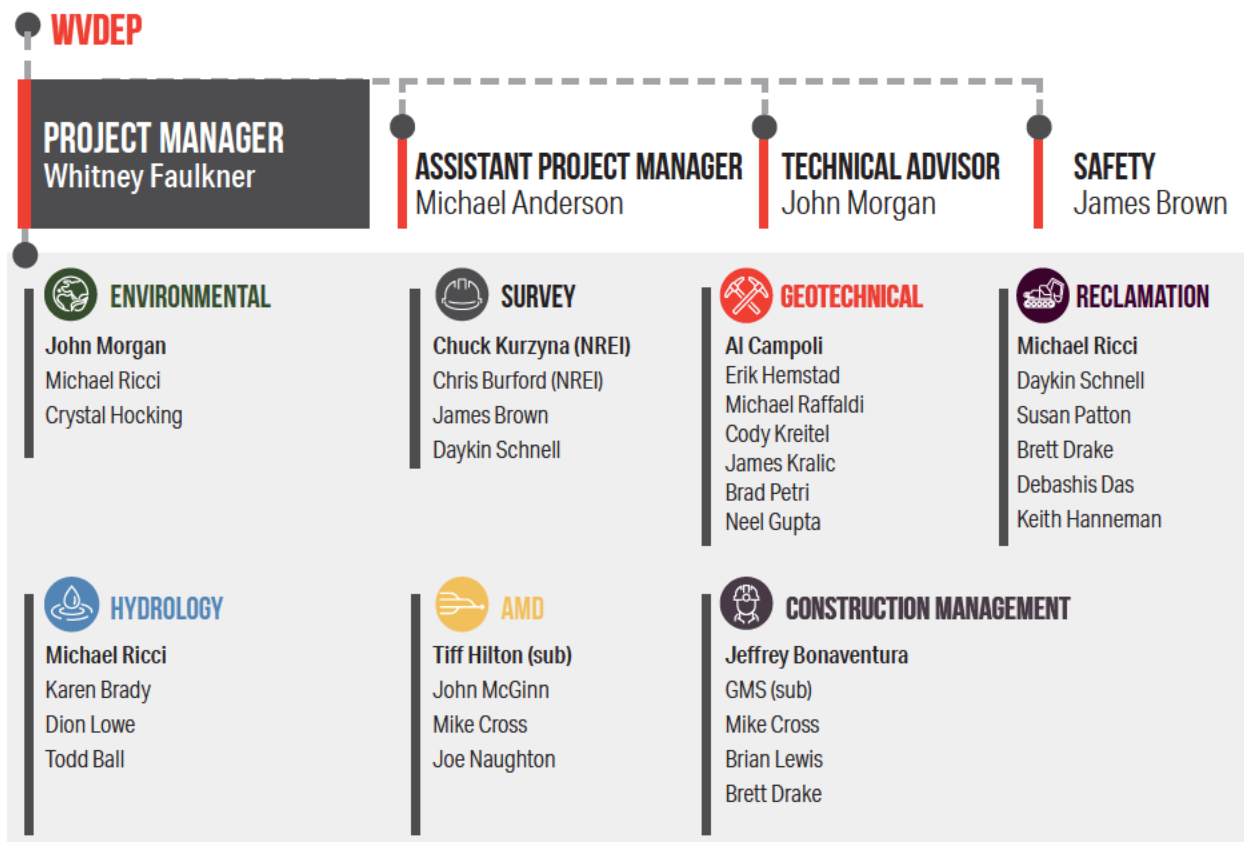 WVDEP
PROJECT MANAGER
Whitney Faulkner
ASSISTANT PROJECT MANAGER
Michael Anderson
TECHNICAL ADVISOR
John Morgan
SAFETY
James Brown
ENVIRONMENTAL
John Morgan
Michael Ricci
Crystal Hocking
SURVEY
Chuck Kurzyna (NREI)
Chris Burford (NREI)
James Brown
Daykin Schnell
GEOTECHNICAL
Al Campoli
Erik Hemstad
Michael Raffaldi
Cody Kreitel
James Kralic
Brad Petri
Neel Gupta
RECLAMATION
Michael Ricci
Daykin Schnell
Susan Patton
Brett Drake
Debashis Das
Keith Hanneman
HYDROLOGY
Michael Ricci
Karen Brady
Dion Lowe
Todd Ball
AMD
Tiff Hilton (sub)
John McGinn
Mike Cross
Joe Naughton
CONSTRUCTION MANAGEMENT
Jeffrey Bonaventura
GMS (sub)
Mike Cross
Brian Lewis
Brett Drake